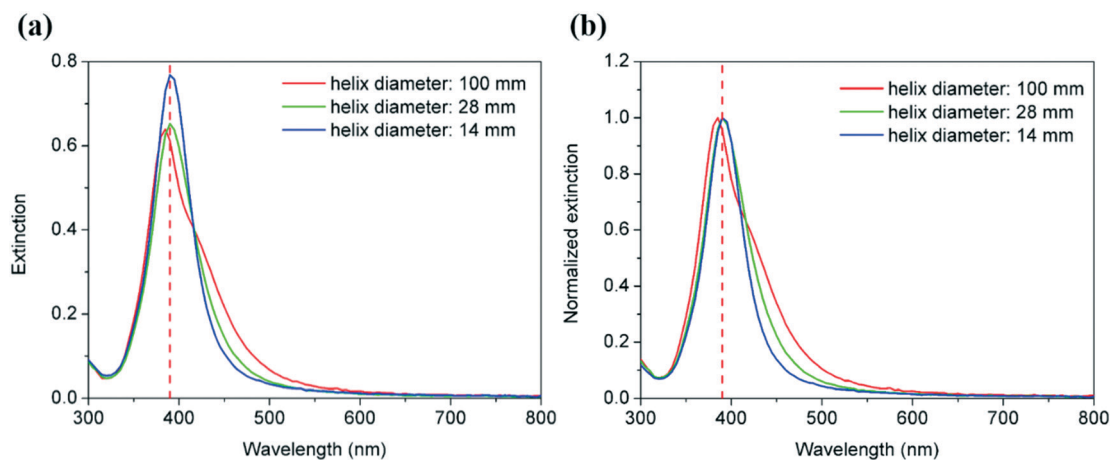 (a)
Extinction
0.8
0.6
0.4
0.2
0.0
helix diameter: 100 mm
helix diameter: 28 mm
helix diameter: 14 mm
300 400 500 600 700 800
Wavelength (nm)
(b)
Normalized extinction
1.2
1.0
0.8
0.6
0.4
0.2
0.0
helix diameter: 100 mm
helix diameter: 28 mm
helix diameter: 14 mm
300 400 500 600 700 800
Wavelength (nm)